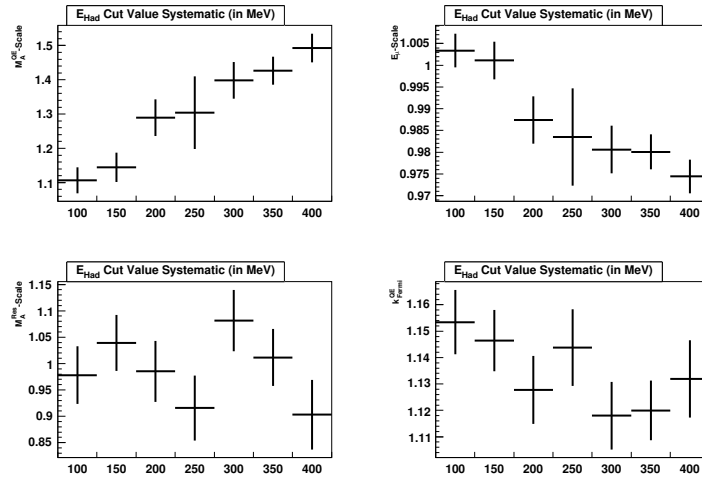 E_Had Cut Value Systematic (in MeV)
M_A^QE-Scale
1.5
1.4
1.3
1.2
1.1
100 150 200 250 300 350 400
E_Had Cut Value Systematic (in MeV)
E_μ-Scale
1.005
1
0.995
0.99
0.985
0.98
0.975
0.97
100 150 200 250 300 350 400
E_Had Cut Value Systematic (in MeV)
M_A^Res-Scale
1.15
1.1
1.05
1
0.95
0.9
0.85
100 150 200 250 300 350 400
E_Had Cut Value Systematic (in MeV)
k_Fermi^QE
1.16
1.15
1.14
1.13
1.12
1.11
100 150 200 250 300 350 400